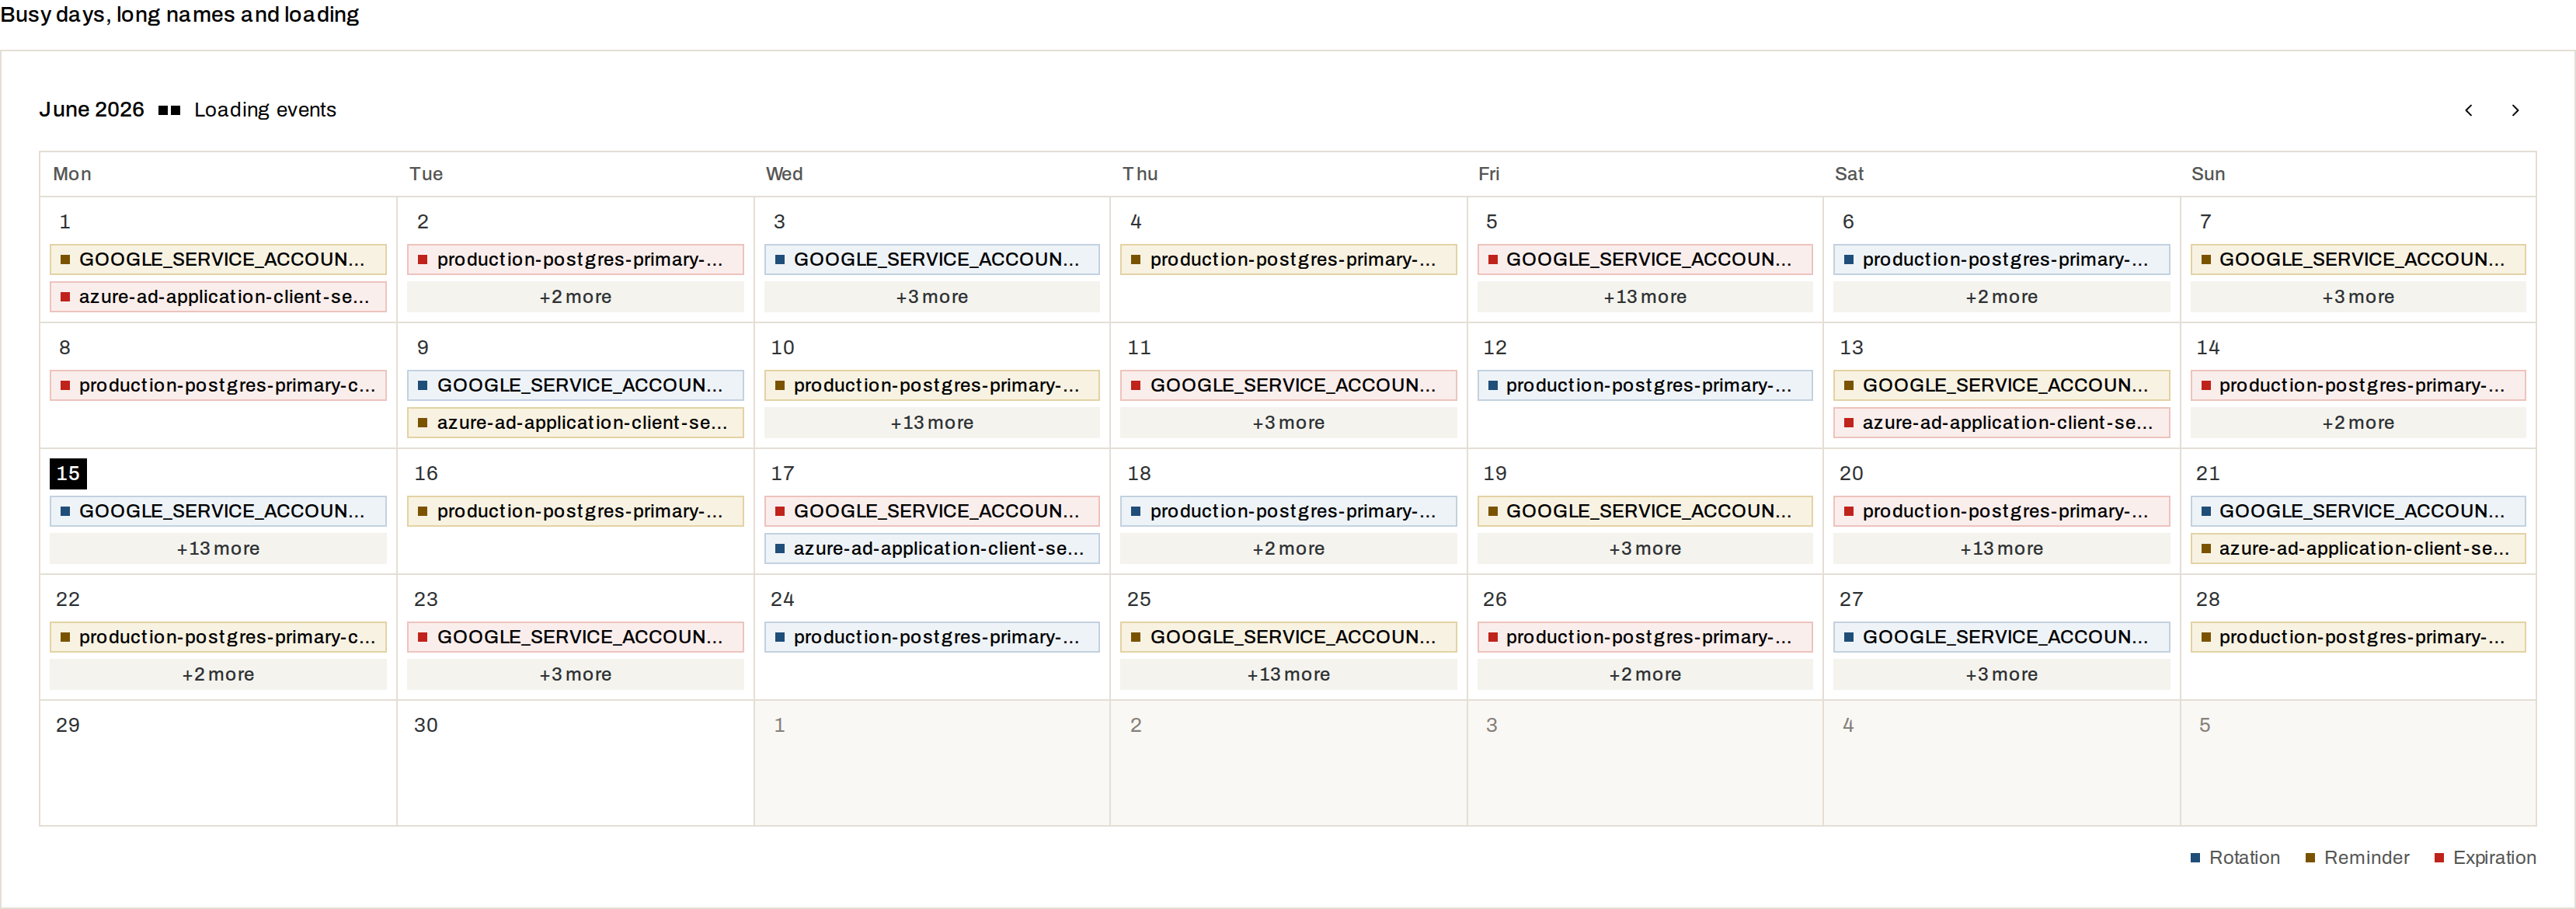 Busy days, long names and loading
June 2026 Loading events
Mon Tue Wed Thu Fri Sat Sun
1 2 3 4 5 6 7
GOOGLE_SERVICE_ACCOUN... production-postgres-primary-... GOOGLE_SERVICE_ACCOUN... production-postgres-primary-... GOOGLE_SERVICE_ACCOUN... production-postgres-primary-... GOOGLE_SERVICE_ACCOUN...
azure-ad-application-client-se... +2 more +3 more +13 more +2 more +3 more
8 9 10 11 12 13 14
production-postgres-primary-c... GOOGLE_SERVICE_ACCOUN... production-postgres-primary-... GOOGLE_SERVICE_ACCOUN... production-postgres-primary-... GOOGLE_SERVICE_ACCOUN... production-postgres-primary-...
azure-ad-application-client-se... +13 more +3 more azure-ad-application-client-se... +2 more
15 16 17 18 19 20 21
GOOGLE_SERVICE_ACCOUN... production-postgres-primary-... GOOGLE_SERVICE_ACCOUN... production-postgres-primary-... GOOGLE_SERVICE_ACCOUN... production-postgres-primary-... GOOGLE_SERVICE_ACCOUN...
+13 more azure-ad-application-client-se... +2 more +3 more +13 more azure-ad-application-client-se...
22 23 24 25 26 27 28
production-postgres-primary-c... GOOGLE_SERVICE_ACCOUN... production-postgres-primary-... GOOGLE_SERVICE_ACCOUN... production-postgres-primary-... GOOGLE_SERVICE_ACCOUN... production-postgres-primary-...
+2 more +3 more +13 more +2 more +3 more
29 30 1 2 3 4 5
Rotation Reminder Expiration